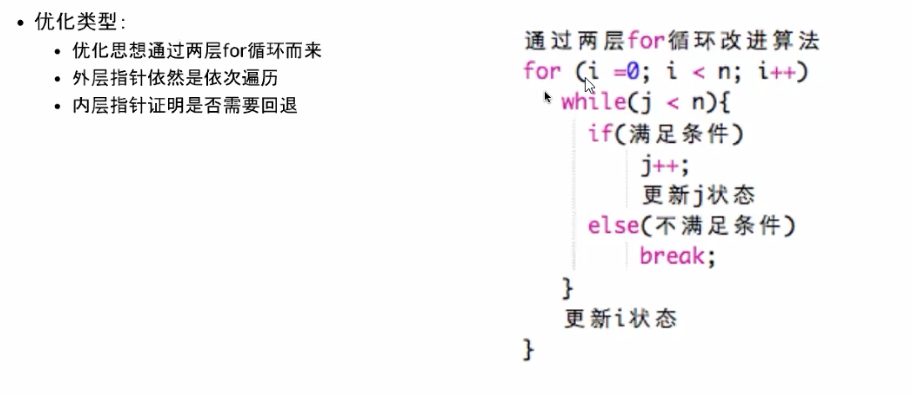 • 优化类型：
• 优化思想通过两层for循环而来
• 外层指针依然是依次遍历
• 内层指针证明是否需要回退
通过两层for循环改进算法
for (i =0; i < n; i++)
while(j < n){
if(满足条件)
j++;
更新j状态
else(不满足条件)
break;
}
更新i状态
}